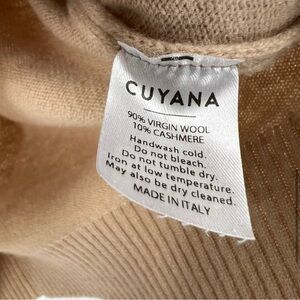 CUYANA
90% VIRGIN WOOL
10% CASHMERE
Handwash cold.
Do not bleach.
Do not tumble dry.
Iron at low temperature.
May also be dry cleaned.
MADE IN ITALY